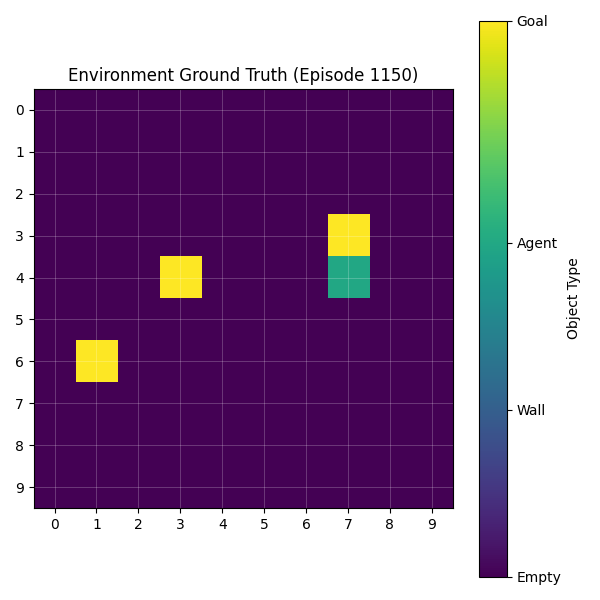 Environment Ground Truth (Episode 1150)
0
1
2
3
4
5
6
7
8
9
0 1 2 3 4 5 6 7 8 9
Goal
Agent
Wall
Empty
Object Type